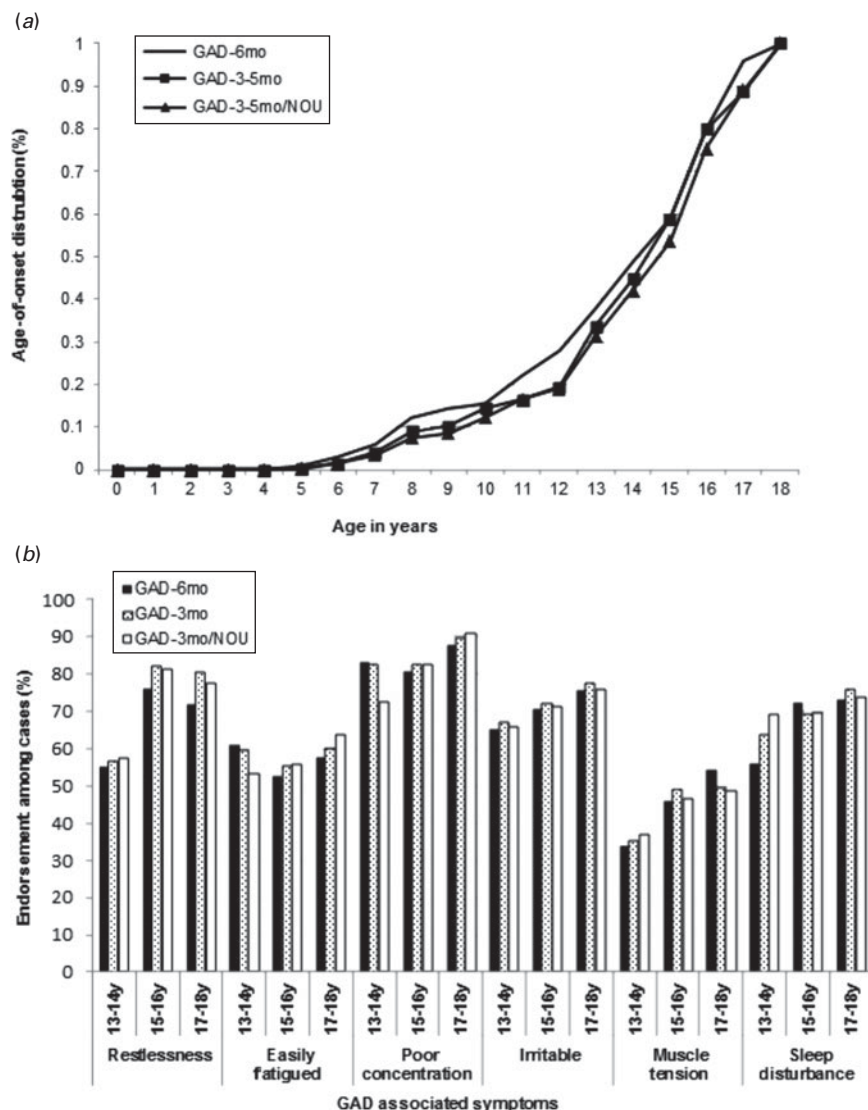 (a)
GAD-6mo
GAD-3-5mo
GAD-3-5mo/NOU
1
0.9
0.8
0.7
0.6
0.5
0.4
0.3
0.2
0.1
0
Age-of-onset distrubtion(%)
0 1 2 3 4 5 6 7 8 9 10 11 12 13 14 15 16 17 18
Age in years
(b)
GAD-6mo
GAD-3mo
GAD-3mo/NOU
100
90
80
70
60
50
40
30
20
10
0
Endorsement among cases (%)
13-14y 15-16y 17-18y 13-14y 15-16y 17-18y 13-14y 15-16y 17-18y 13-14y 15-16y 17-18y 13-14y 15-16y 17-18y 13-14y 15-16y 17-18y
Restlessness Easily Poor Irritable Muscle Sleep
fatigued concentration tension disturbance
GAD associated symptoms